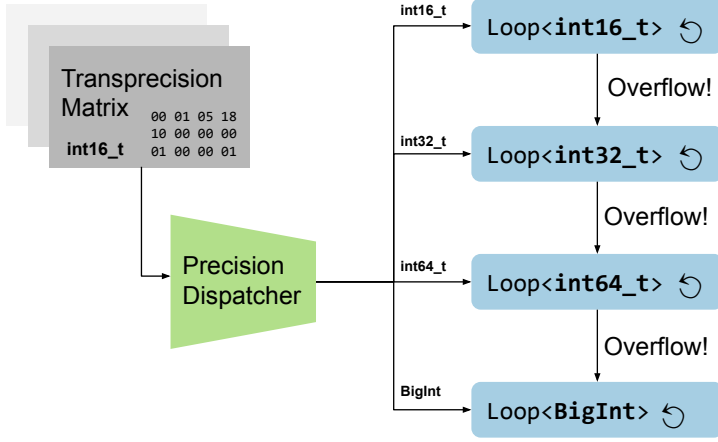 Transprecision
Matrix
00 01 05 18
10 00 00 00
01 00 00 01
int16_t
Precision
Dispatcher
int16_t
int32_t
int64_t
BigInt
Loop<int16_t>
Overflow!
Loop<int32_t>
Overflow!
Loop<int64_t>
Overflow!
Loop<BigInt>